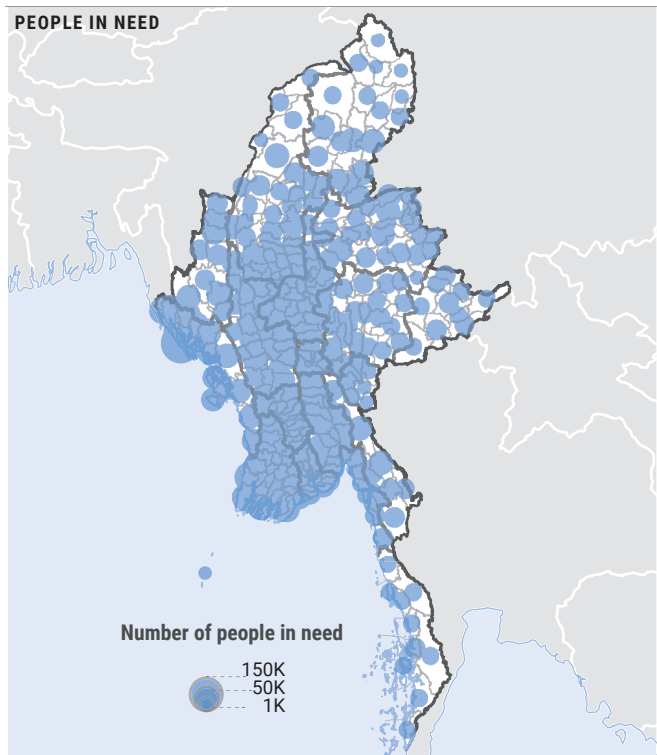 PEOPLE IN NEED
Number of people in need
150K
50K
1K